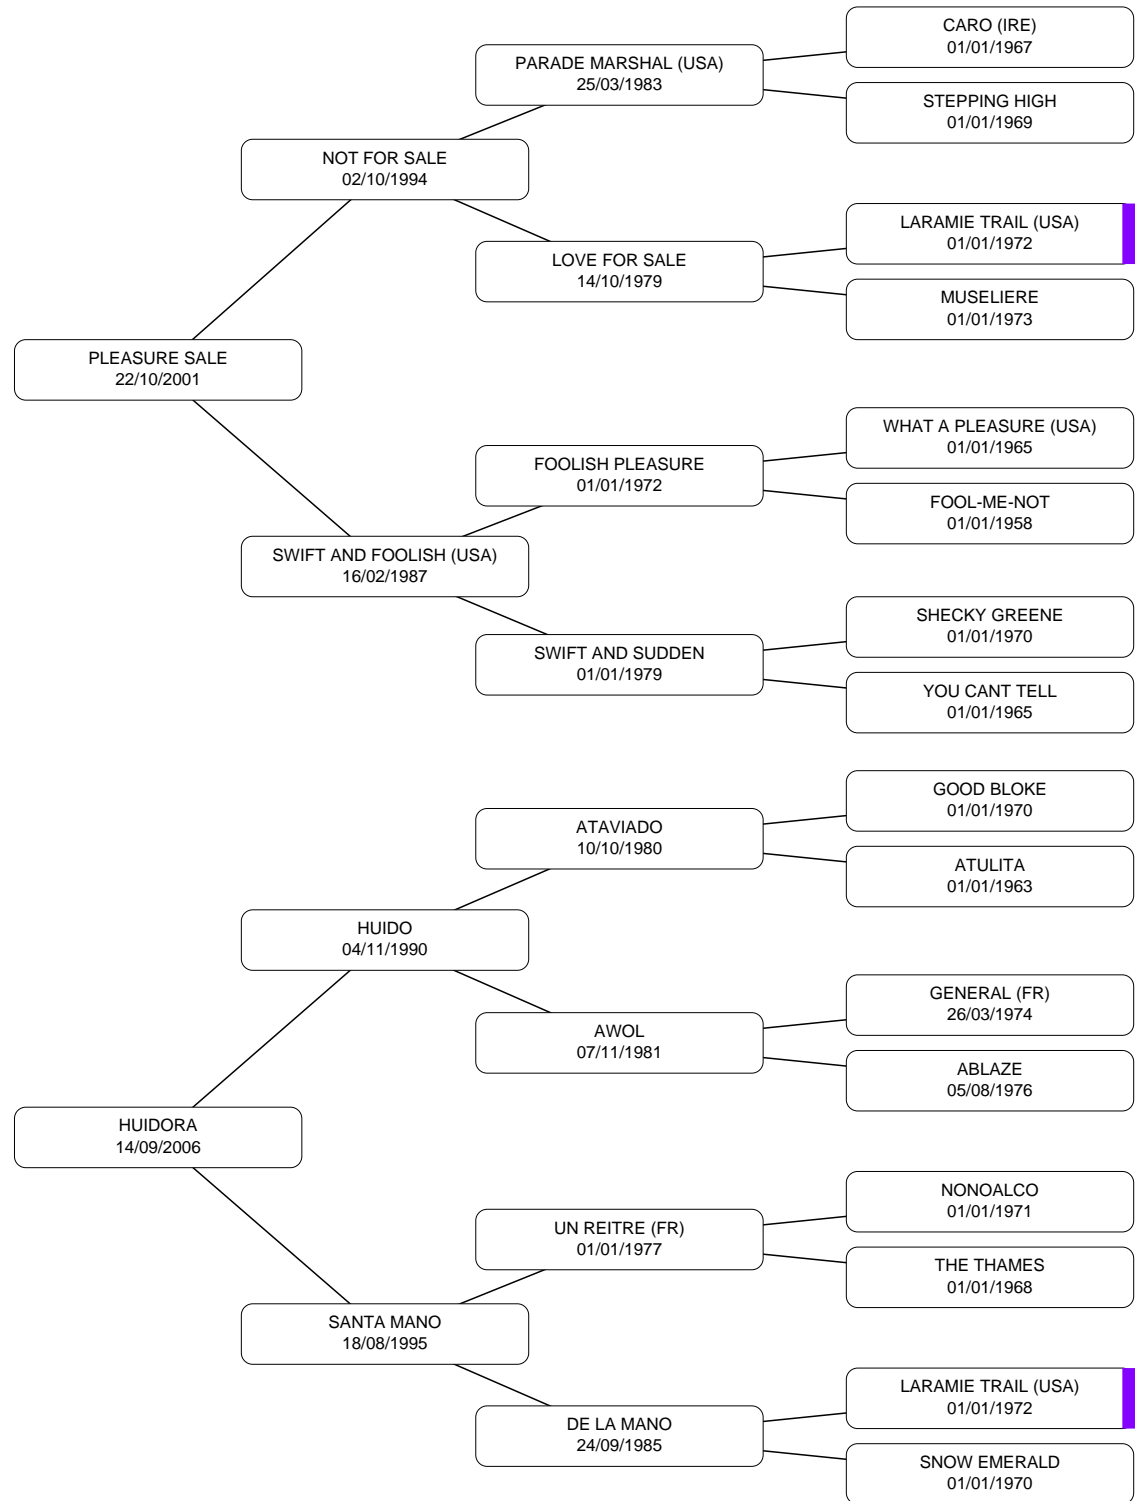 CARO (IRE)
01/01/1967
PARADE MARSHAL (USA)
25/03/1983
STEPPING HIGH
01/01/1969
NOT FOR SALE
02/10/1994
LARAMIE TRAIL (USA)
01/01/1972
LOVE FOR SALE
14/10/1979
MUSELIERE
01/01/1973
PLEASURE SALE
22/10/2001
WHAT A PLEASURE (USA)
01/01/1965
FOOLISH PLEASURE
01/01/1972
FOOL-ME-NOT
01/01/1958
SWIFT AND FOOLISH (USA)
16/02/1987
SHECKY GREENE
01/01/1970
SWIFT AND SUDDEN
01/01/1979
YOU CANT TELL
01/01/1965
GOOD BLOKE
01/01/1970
ATAVIADO
10/10/1980
ATULITA
01/01/1963
HUIDO
04/11/1990
GENERAL (FR)
26/03/1974
AWOL
07/11/1981
ABLAZE
05/08/1976
HUIDORA
14/09/2006
NONOALCO
01/01/1971
UN REITRE (FR)
01/01/1977
THE THAMES
01/01/1968
SANTA MANO
18/08/1995
LARAMIE TRAIL (USA)
01/01/1972
DE LA MANO
24/09/1985
SNOW EMERALD
01/01/1970